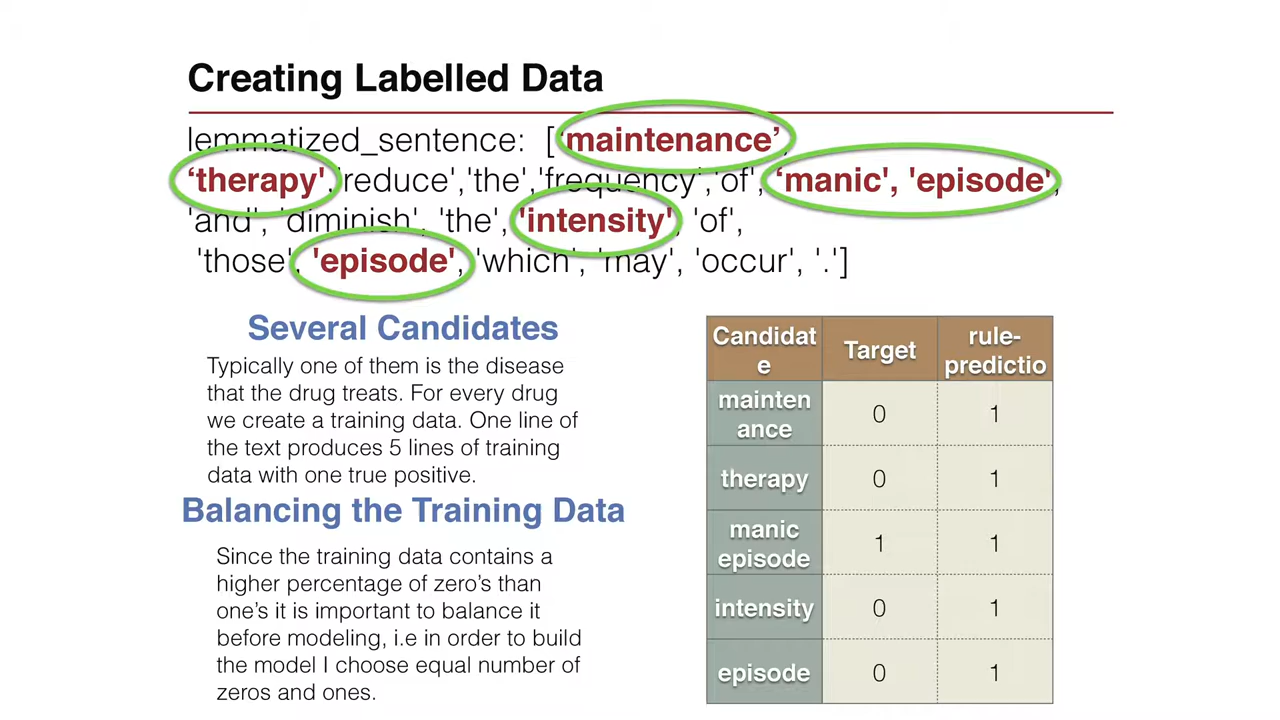 Creating Labelled Data
lemmatized_sentence: ['maintenance',
‘therapy','reduce','the','frequency','of', ‘manic', 'episode',
'and', 'diminish', 'the', 'intensity', 'of',
'those', 'episode', 'which', 'may', 'occur', '.']
Several Candidates
Typically one of them is the disease
that the drug treats. For every drug
we create a training data. One line of
the text produces 5 lines of training
data with one true positive.
Balancing the Training Data
Since the training data contains a
higher percentage of zero’s than
one’s it is important to balance it
before modeling, i.e in order to build
the model I choose equal number of
zeros and ones.
Candidat
e
Target
rule-
predictio
mainten
ance
0
1
therapy
0
1
manic
episode
1
1
intensity
0
1
episode
0
1